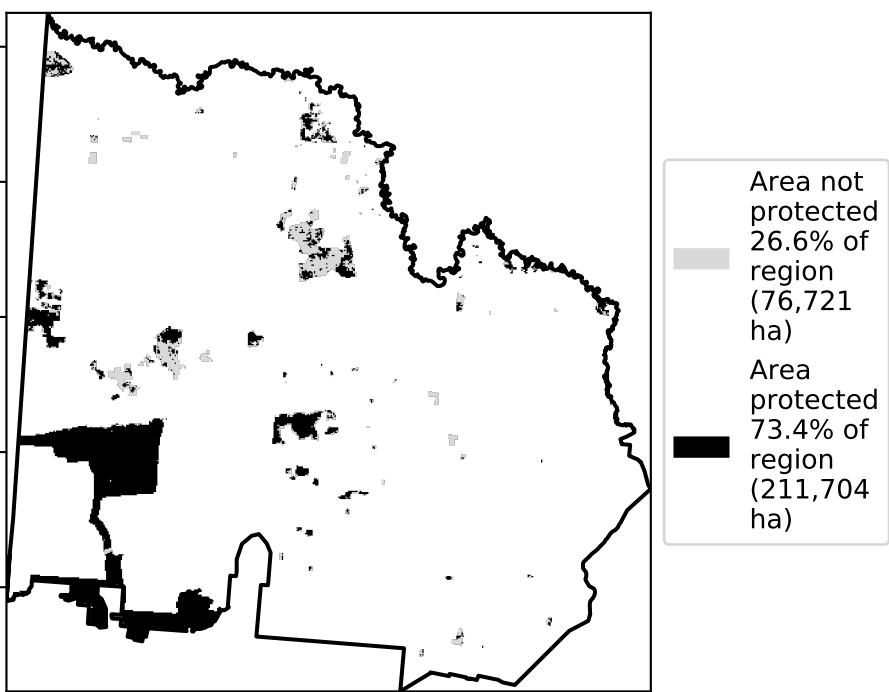 Area not
protected
26.6% of
region
(76,721
ha)
Area
protected
73.4% of
region
(211,704
ha)